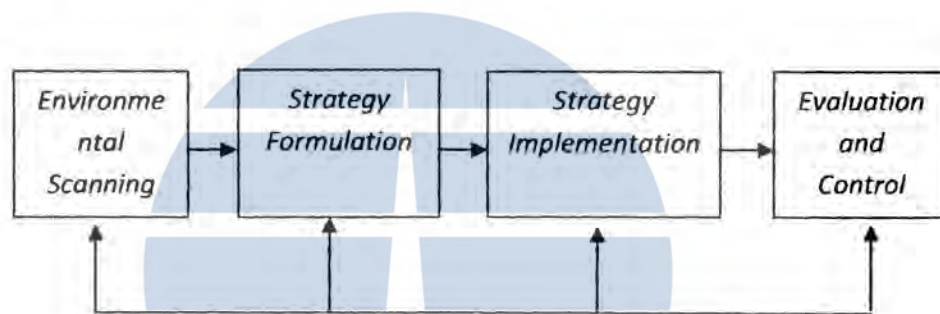 Environme
ntal
Scanning
Strategy
Formulation
Strategy
Implementation
Evaluation
and
Control